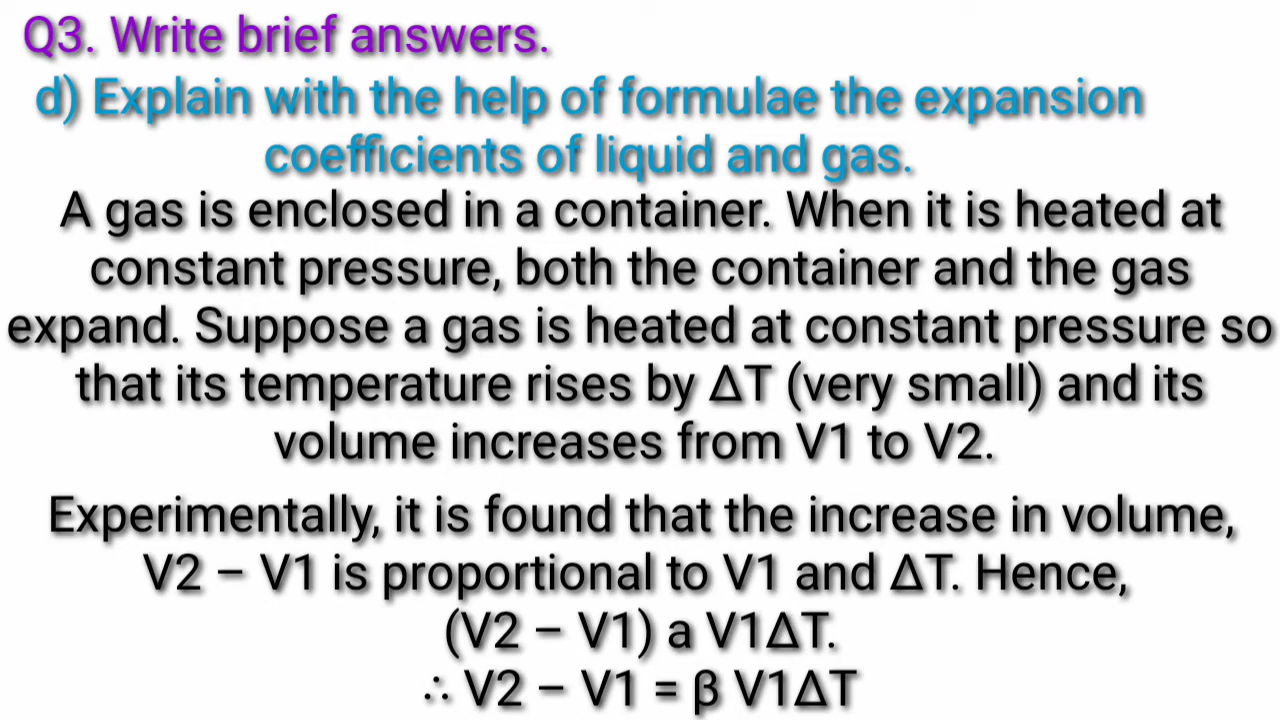 Q3. Write brief answers.
d) Explain with the help of formulae the expansion
coefficients of liquid and gas.
A gas is enclosed in a container. When it is heated at
constant pressure, both the container and the gas
expand. Suppose a gas is heated at constant pressure so
that its temperature rises by ΔT (very small) and its
volume increases from V1 to V2.
Experimentally, it is found that the increase in volume,
V2 – V1 is proportional to V1 and ΔT. Hence,
(V2 – V1) a V1ΔT.
∴ V2 – V1 = β V1ΔT